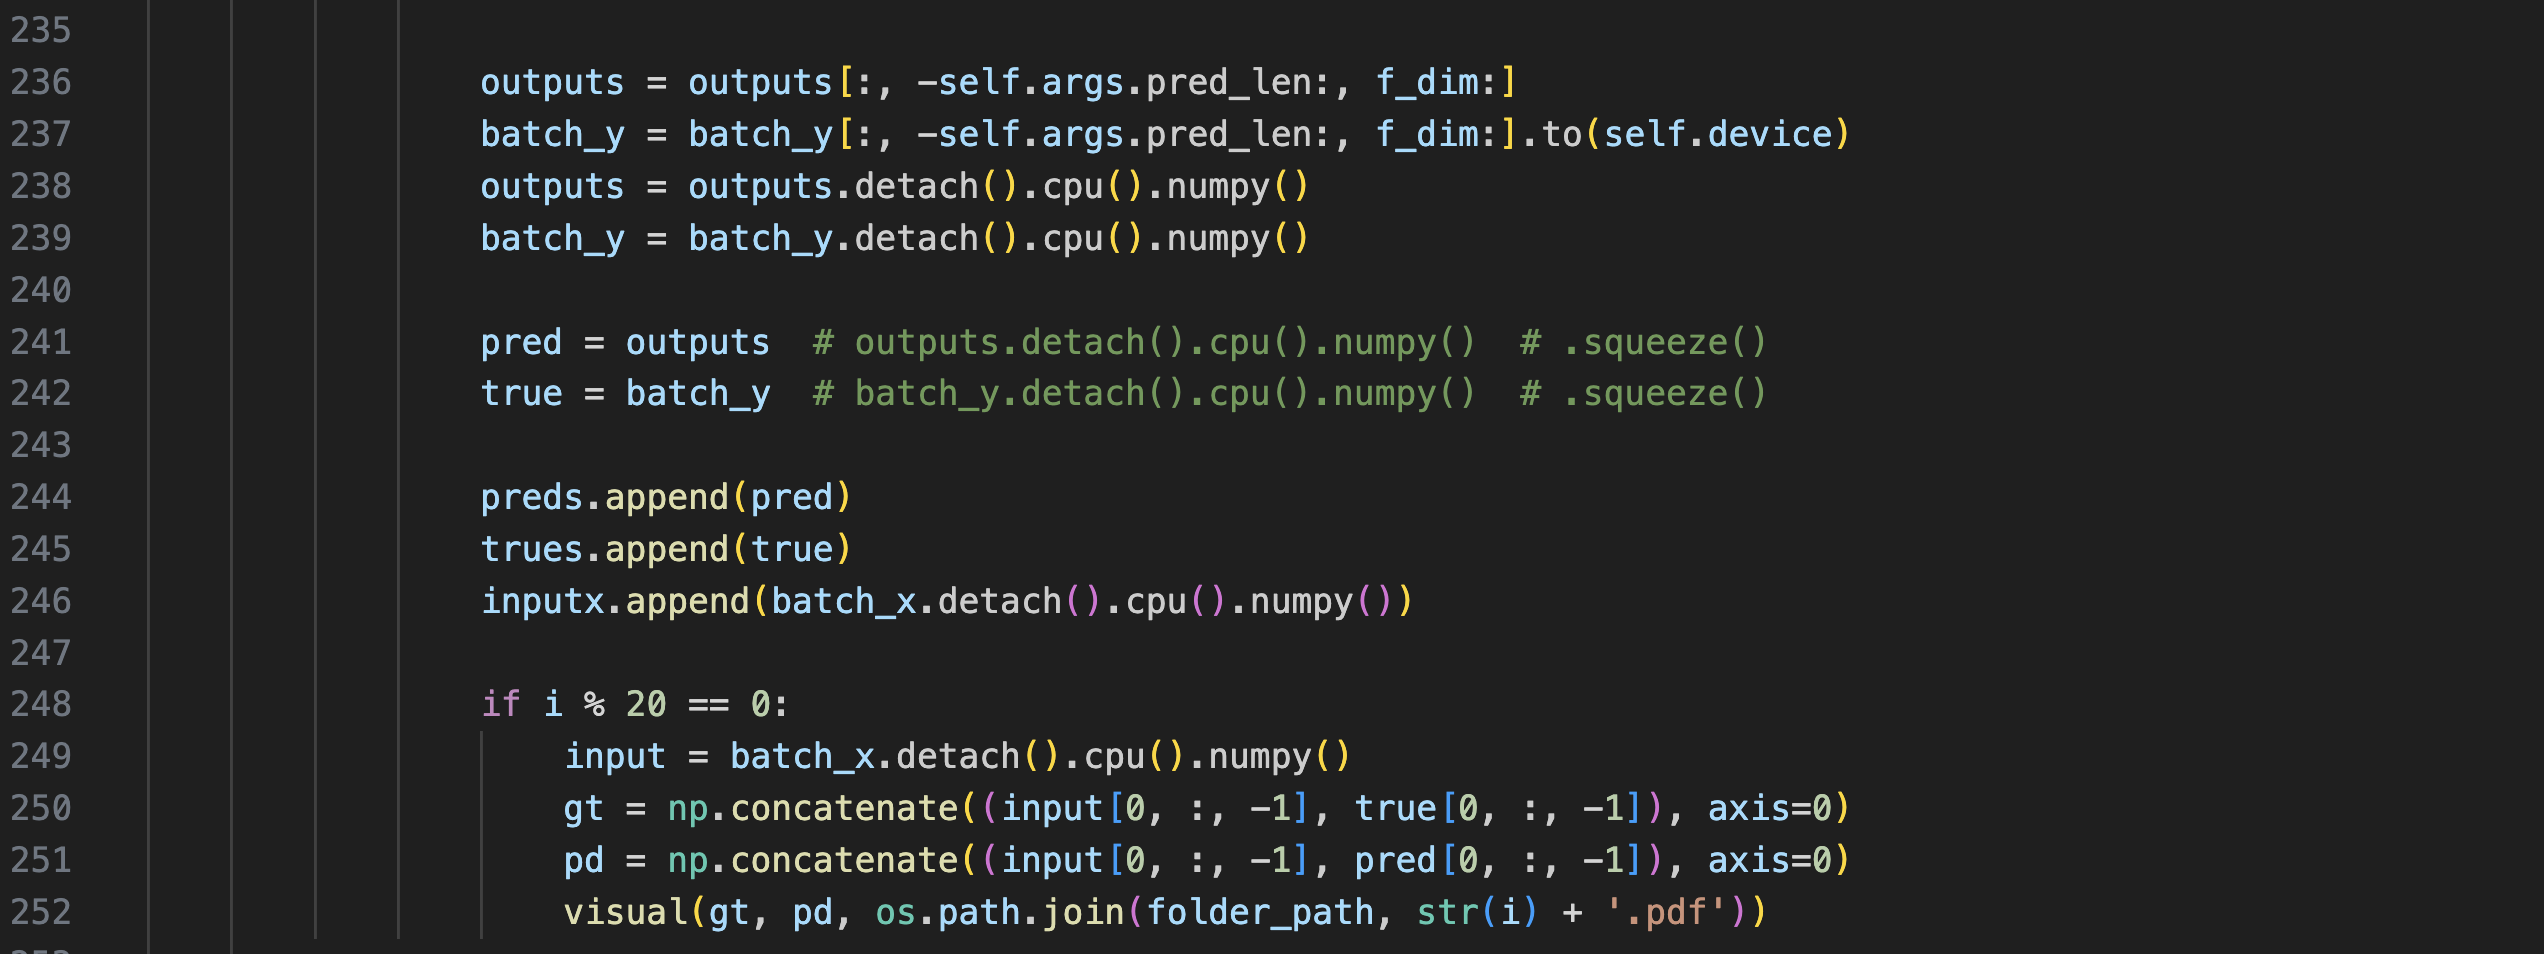 235
236 outputs = outputs[:, -self.args.pred_len:, f_dim:]
237 batch_y = batch_y[:, -self.args.pred_len:, f_dim:].to(self.device)
238 outputs = outputs.detach().cpu().numpy()
239 batch_y = batch_y.detach().cpu().numpy()
240
241 pred = outputs  # outputs.detach().cpu().numpy()  # .squeeze()
242 true = batch_y  # batch_y.detach().cpu().numpy()  # .squeeze()
243
244 preds.append(pred)
245 trues.append(true)
246 inputx.append(batch_x.detach().cpu().numpy())
247
248 if i % 20 == 0:
249     input = batch_x.detach().cpu().numpy()
250     gt = np.concatenate((input[0, :, -1], true[0, :, -1]), axis=0)
251     pd = np.concatenate((input[0, :, -1], pred[0, :, -1]), axis=0)
252     visual(gt, pd, os.path.join(folder_path, str(i) + '.pdf'))